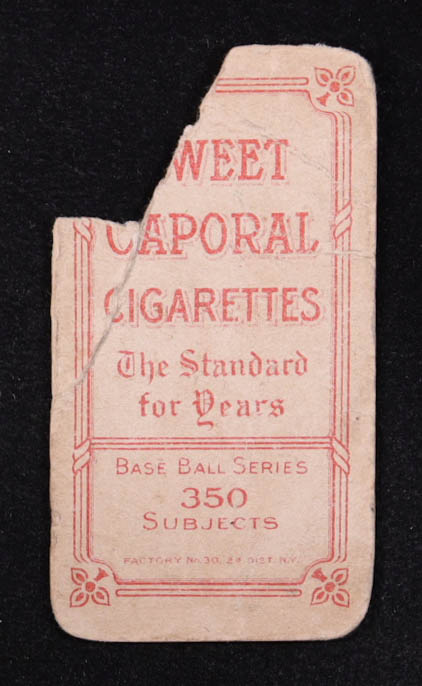 WEET
CAPORAL
CIGARETTES
The Standard
for Years
BASE BALL SERIES
350
SUBJECTS
FACTORY No. 30, 2d DIST. N.Y.